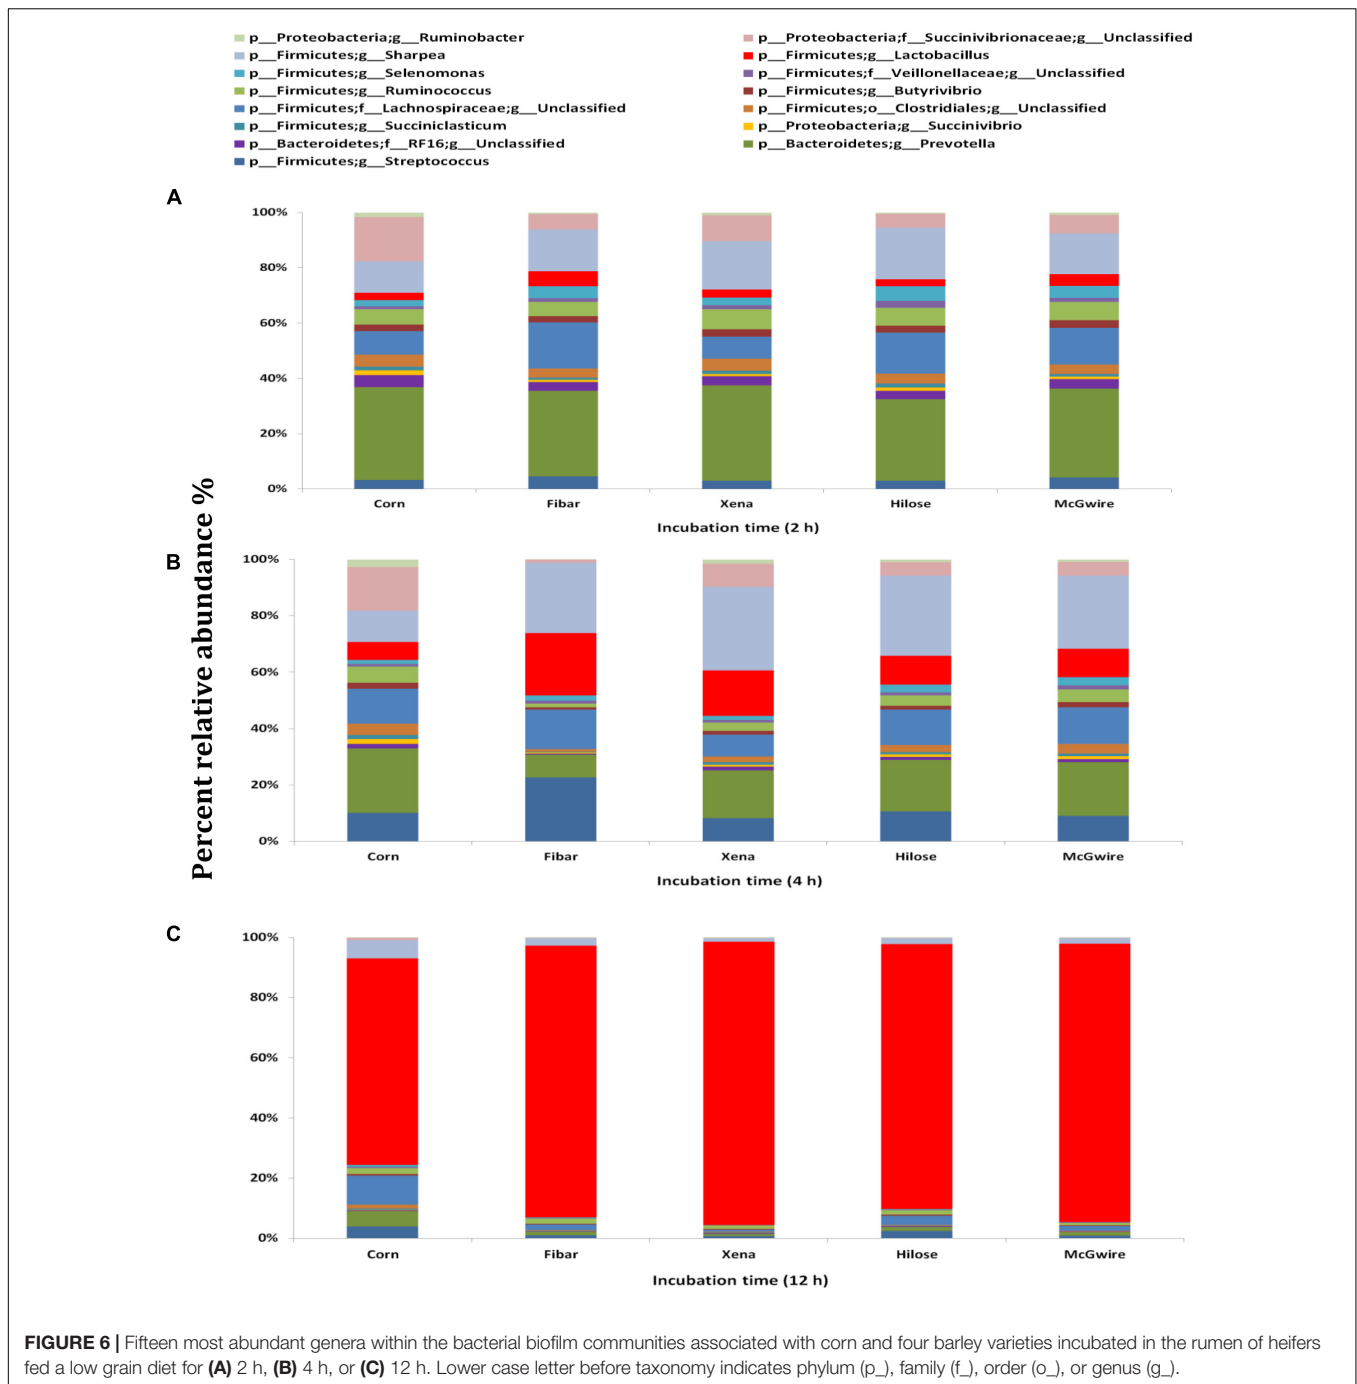 p__Proteobacteria;g__Ruminobacter
p__Proteobacteria;f__Succinivibrionaceae;g__Unclassified
p__Firmicutes;g__Sharpea
p__Firmicutes;g__Lactobacillus
p__Firmicutes;g__Selenomonas
p__Firmicutes;f__Veillonellaceae;g__Unclassified
p__Firmicutes;g__Ruminococcus
p__Firmicutes;g__Butyrivibrio
p__Firmicutes;f__Lachnospiraceae;g__Unclassified
p__Firmicutes;o__Clostridiales;g__Unclassified
p__Firmicutes;g__Succiniclasticum
p__Proteobacteria;g__Succinivibrio
p__Bacteroidetes;f__RF16;g__Unclassified
p__Bacteroidetes;g__Prevotella
p__Firmicutes;g__Streptococcus
Percent relative abundance %
A
100%
80%
60%
40%
20%
0%
Corn Fibar Xena Hilose McGwire
Incubation time (2 h)
B
100%
80%
60%
40%
20%
0%
Corn Fibar Xena Hilose McGwire
Incubation time (4 h)
C
100%
80%
60%
40%
20%
0%
Corn Fibar Xena Hilose McGwire
Incubation time (12 h)
FIGURE 6 | Fifteen most abundant genera within the bacterial biofilm communities associated with corn and four barley varieties incubated in the rumen of heifers
fed a low grain diet for (A) 2 h, (B) 4 h, or (C) 12 h. Lower case letter before taxonomy indicates phylum (p_), family (f_), order (o_), or genus (g_).